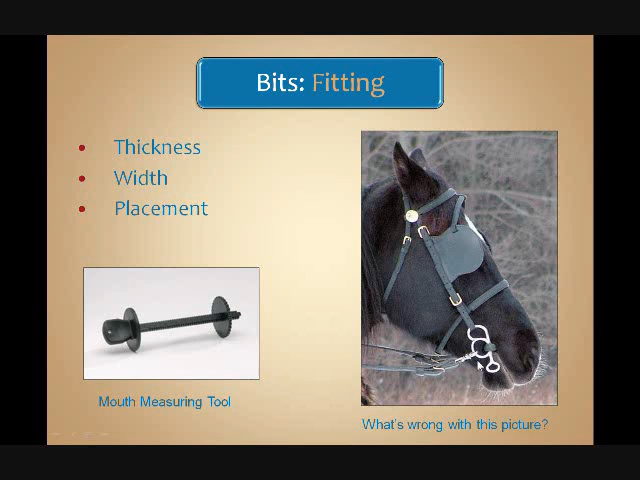 Bits: Fitting
Thickness
Width
Placement
Mouth Measuring Tool
What's wrong with this picture?